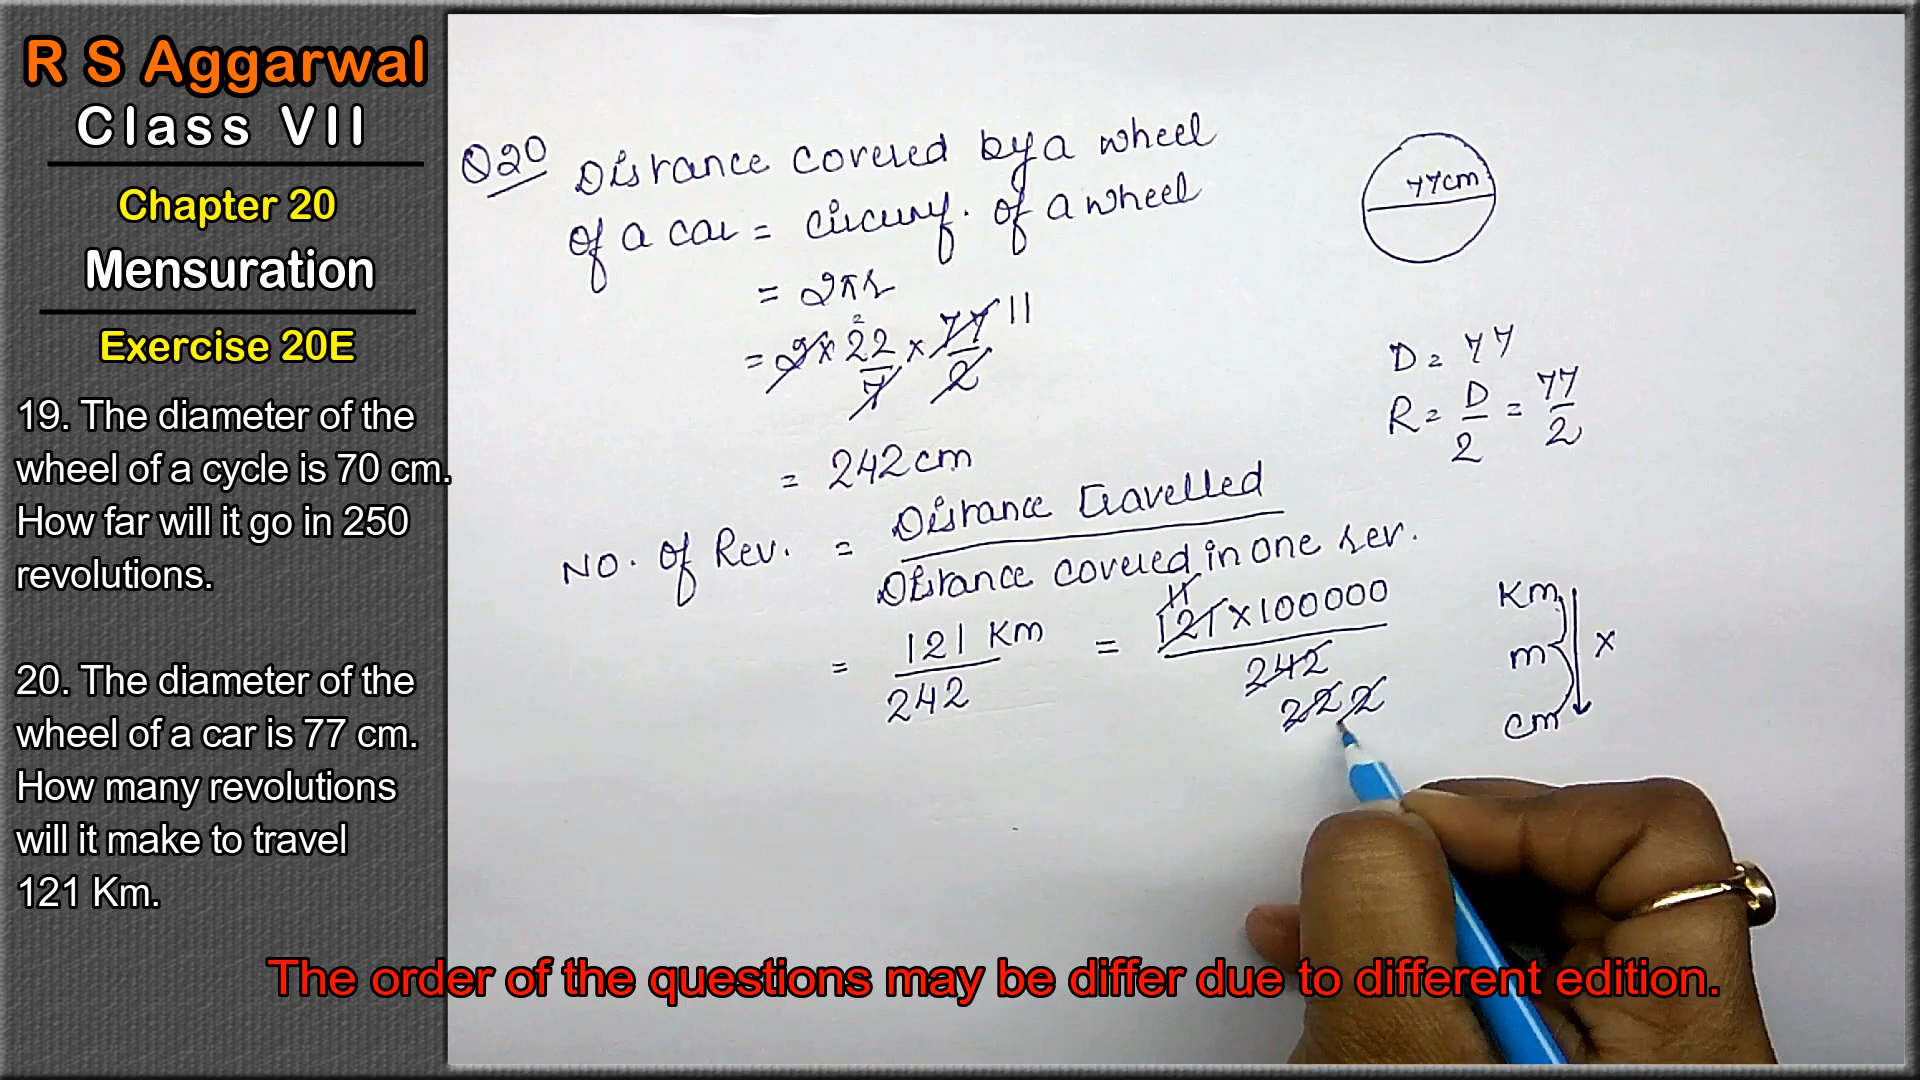 R S Aggarwal
Class VII
Chapter 20
Mensuration
Exercise 20E
19. The diameter of the
wheel of a cycle is 70 cm.
How far will it go in 250
revolutions.
20. The diameter of the
wheel of a car is 77 cm.
How many revolutions
will it make to travel
121 Km.
Q20 Distance covered by a wheel
of a car = circumf. of a wheel
= 2πr
= 2 × 22/7 × 77/2 11
2
= 242 cm
No. of Rev. = Distance Travelled / Distance covered in one rev.
= 121 Km / 242 = 121 × 100000 / 242
11
22 2
77cm
D = 77
R = D/2 = 77/2
Km
m ×
cm
The order of the questions may be differ due to different edition.